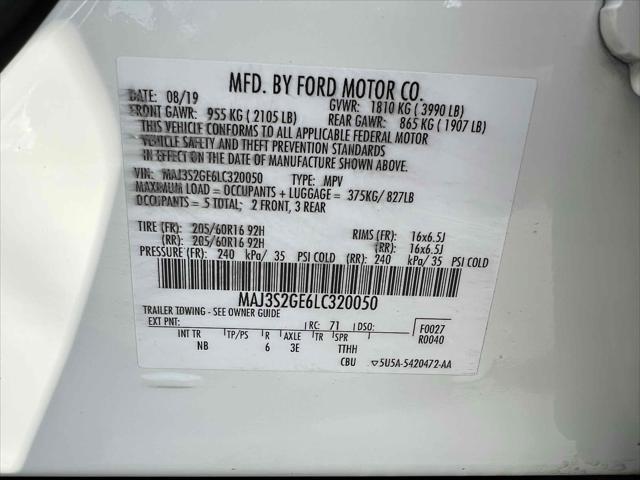 MFD. BY FORD MOTOR CO.
DATE: 08/19 GVWR: 1810 KG ( 3990 LB)
FRONT GAWR: 955 KG ( 2105 LB) REAR GAWR: 865 KG ( 1907 LB)
THIS VEHICLE CONFORMS TO ALL APPLICABLE FEDERAL MOTOR
VEHICLE SAFETY AND THEFT PREVENTION STANDARDS
IN EFFECT ON THE DATE OF MANUFACTURE SHOWN ABOVE.
VIN: MAJ3S2GE6LC320050 TYPE: MPV
MAXIMUM LOAD = OCCUPANTS + LUGGAGE = 375KG/ 827LB
OCCUPANTS = 5 TOTAL; 2 FRONT, 3 REAR
TIRE (FR): 205/60R16 92H RIMS (FR): 16x6.5J
(RR): 205/60R16 92H (RR): 16x6.5J
PRESSURE (FR): 240 kPa/ 35 PSI COLD (RR): 240 kPa/ 35 PSI COLD
MAJ3S2GE6LC320050
TRAILER TOWING - SEE OWNER GUIDE
EXT PNT: RC: 71 DSO: F0027
INT TR TP/PS R AXLE TR SPR R0040
NB 6 3E TTHH
CBU 5U5A-5420472-AA